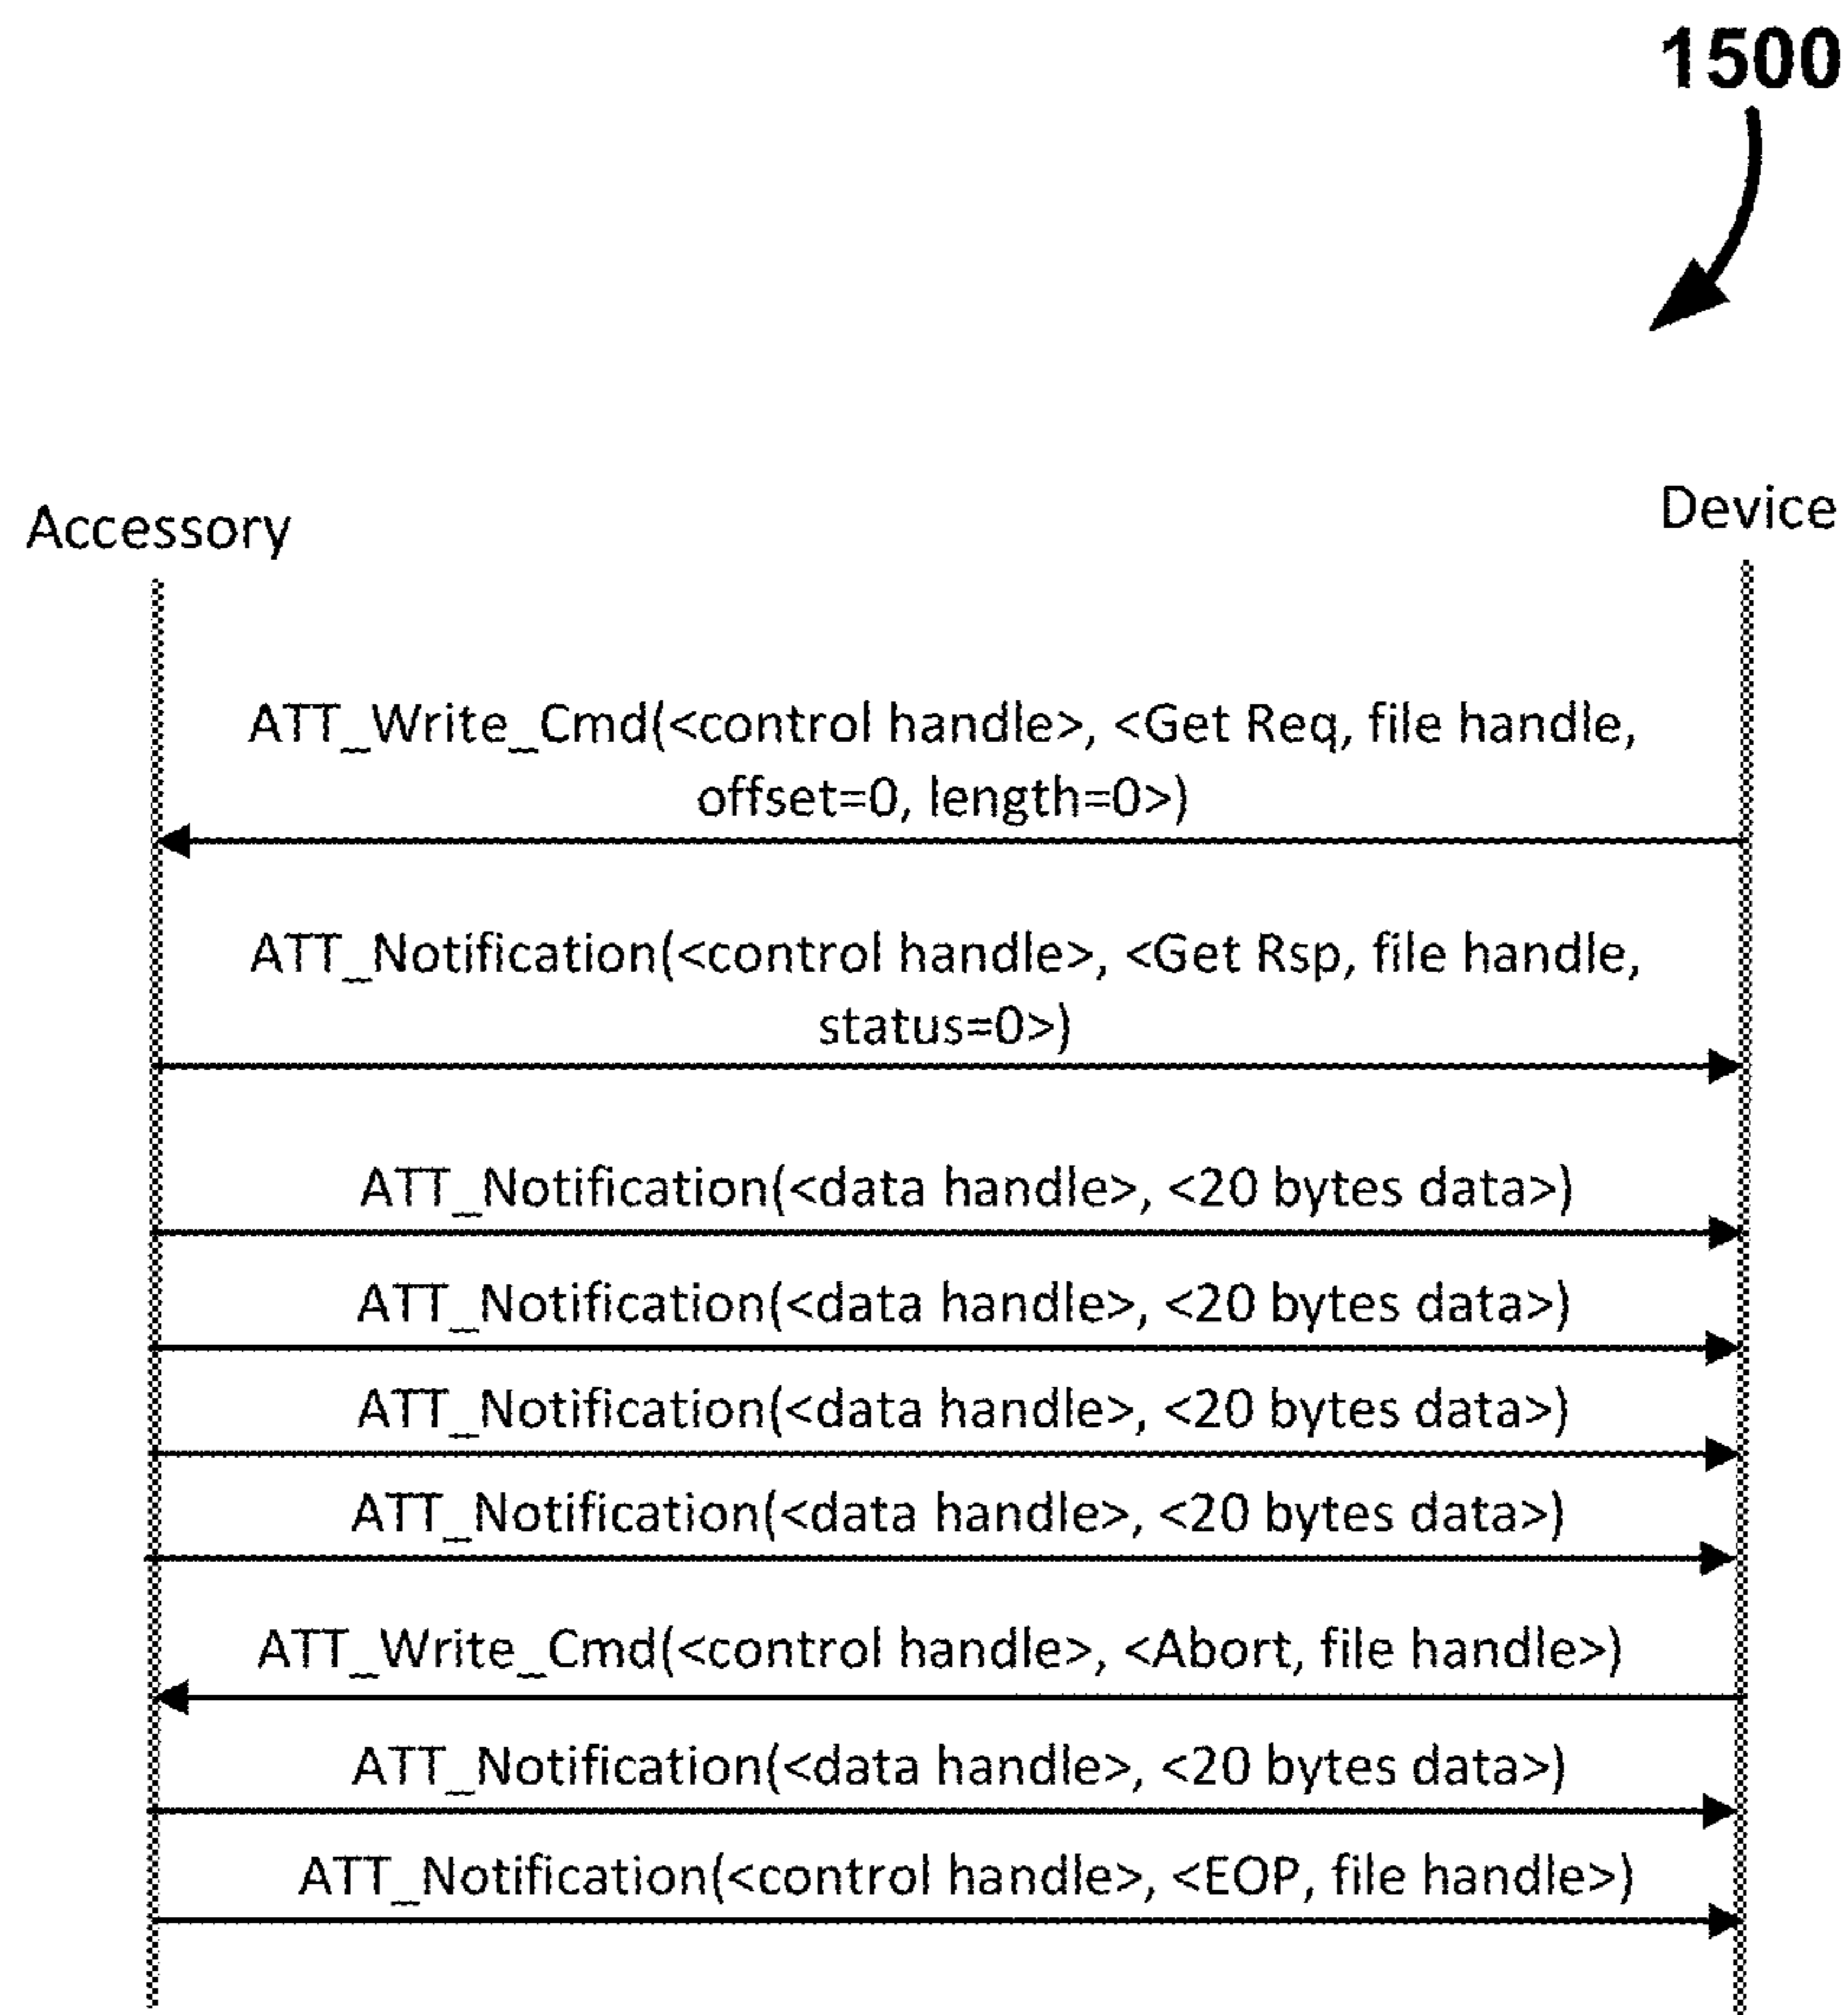 1500
Accessory
Device
ATT_Write_Cmd(<control handle>, <Get Req, file handle,
offset=0, length=0>)
ATT_Notification(<control handle>, <Get Rsp, file handle,
status=0>)
ATT_Notification(<data handle>, <20 bytes data>)
ATT_Notification(<data handle>, <20 bytes data>)
ATT_Notification(<data handle>, <20 bytes data>)
ATT_Notification(<data handle>, <20 bytes data>)
ATT_Write_Cmd(<control handle>, <Abort, file handle>)
ATT_Notification(<data handle>, <20 bytes data>)
ATT_Notification(<control handle>, <EOP, file handle>)